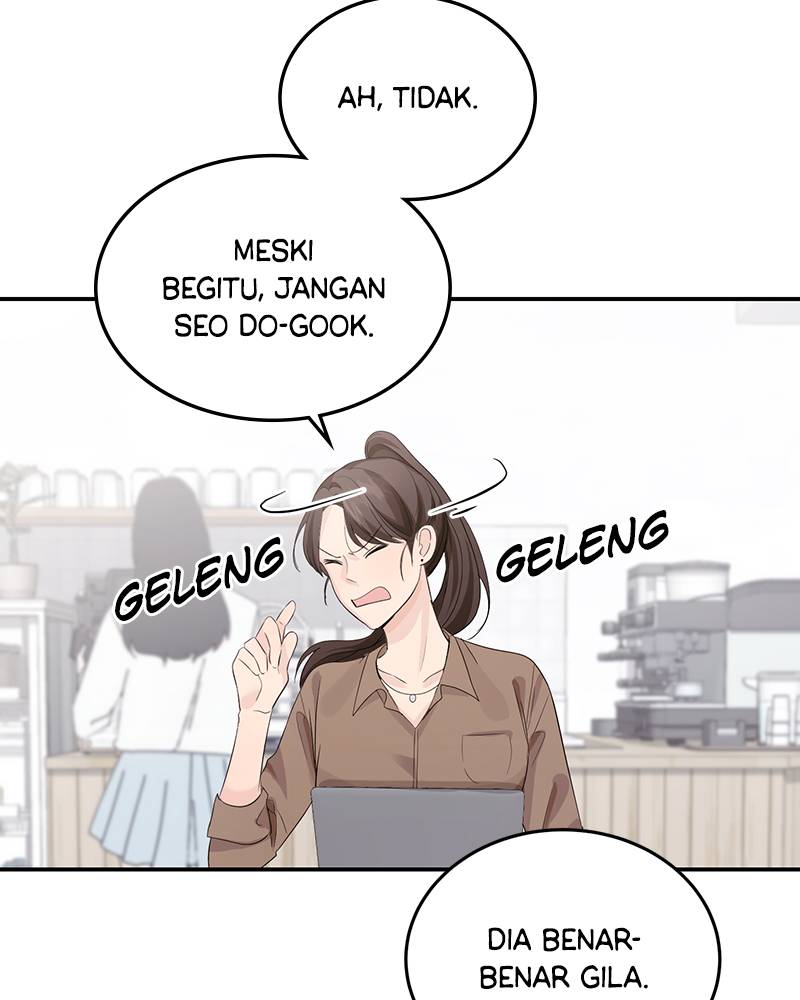 AH, TIDAK.
MESKI
BEGITU, JANGAN
SEO DO-GOOK.
GELENG
GELENG
DIA BENAR-
BENAR GILA.